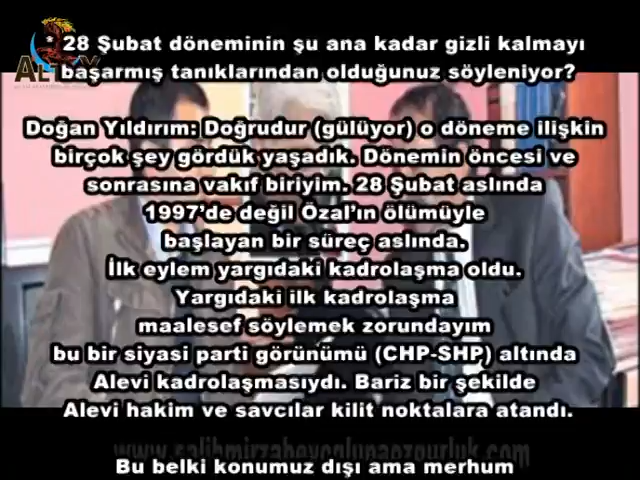 * 28 Şubat döneminin şu ana kadar gizli kalmayı
başarmış tanıklarından olduğunuz söyleniyor?
Doğan Yıldırım: Doğrudur (gülüyor) o döneme ilişkin
birçok şey gördük yaşadık. Dönemin öncesi ve
sonrasına vakıf biriyim. 28 Şubat aslında
1997’de değil Özal’ın ölümüyle
başlayan bir süreç aslında.
İlk eylem yargıdaki kadrolaşma oldu.
Yargıdaki ilk kadrolaşma
maalesef söylemek zorundayım
bu bir siyasi parti görünümü (CHP-SHP) altında
Alevi kadrolaşmasıydı. Bariz bir şekilde
Alevi hakim ve savcılar kilit noktalara atandı.
www.salihmirzabeyoglunaozgurluk.com
Bu belki konumuz dışı ama merhum